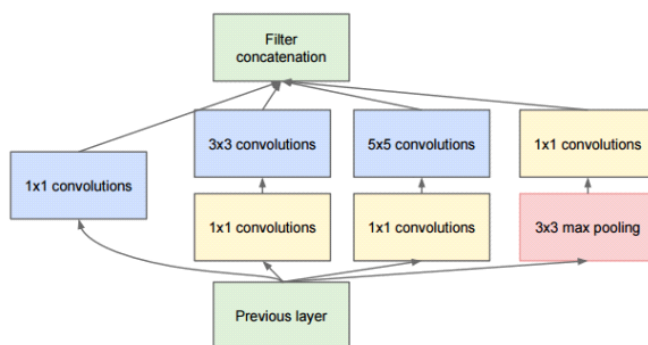 Filter
concatenation
3x3 convolutions
5x5 convolutions
1x1 convolutions
1x1 convolutions
1x1 convolutions
1x1 convolutions
3x3 max pooling
Previous layer